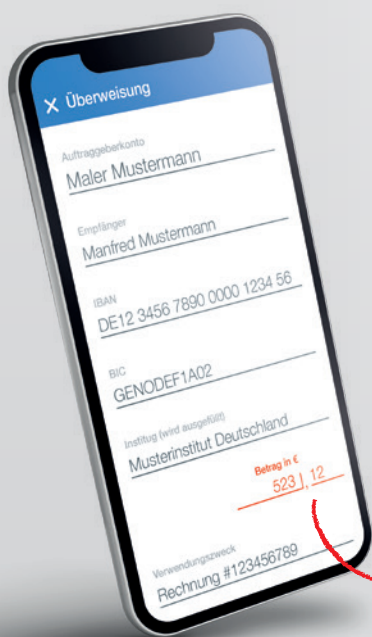 X Überweisung
Auftraggeberkonto
Maler Mustermann
Empfänger
Manfred Mustermann
IBAN
DE12 3456 7890 0000 1234 56
BIC
GENODEF1A02
Institug (wird ausgefüllt)
Musterinstitut Deutschland
Betrag in €
523 | , 12
Verwendungszweck
Rechnung #123456789